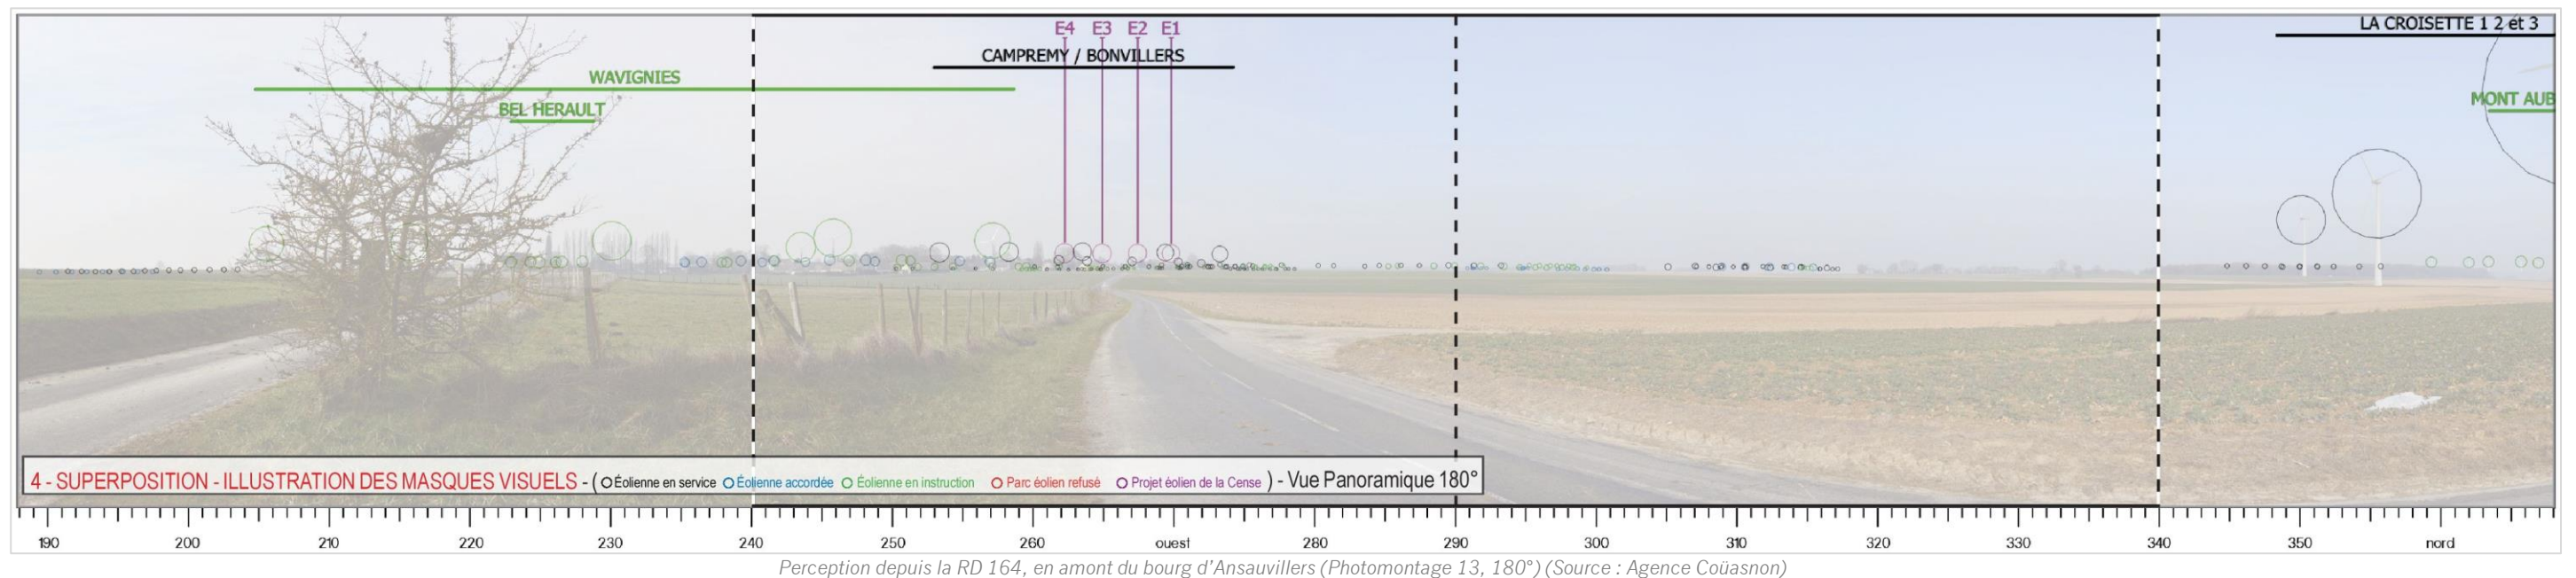 LA CROISETTE 1 2 et 3
E4 E3 E2 E1
CAMPREMY / BONVILLERS
WAVIGNIES
BEL HERAULT
MONT AUB
4 - SUPERPOSITION - ILLUSTRATION DES MASQUES VISUELS - ( Éolienne en service Éolienne accordée Éolienne en instruction Parc éolien refusé Projet éolien de la Cense ) - Vue Panoramique 180°
190 200 210 220 230 240 250 260 ouest 280 290 300 310 320 330 340 350 nord
Perception depuis la RD 164, en amont du bourg d'Ansauvillers (Photomontage 13, 180°) (Source : Agence Coüasnon)